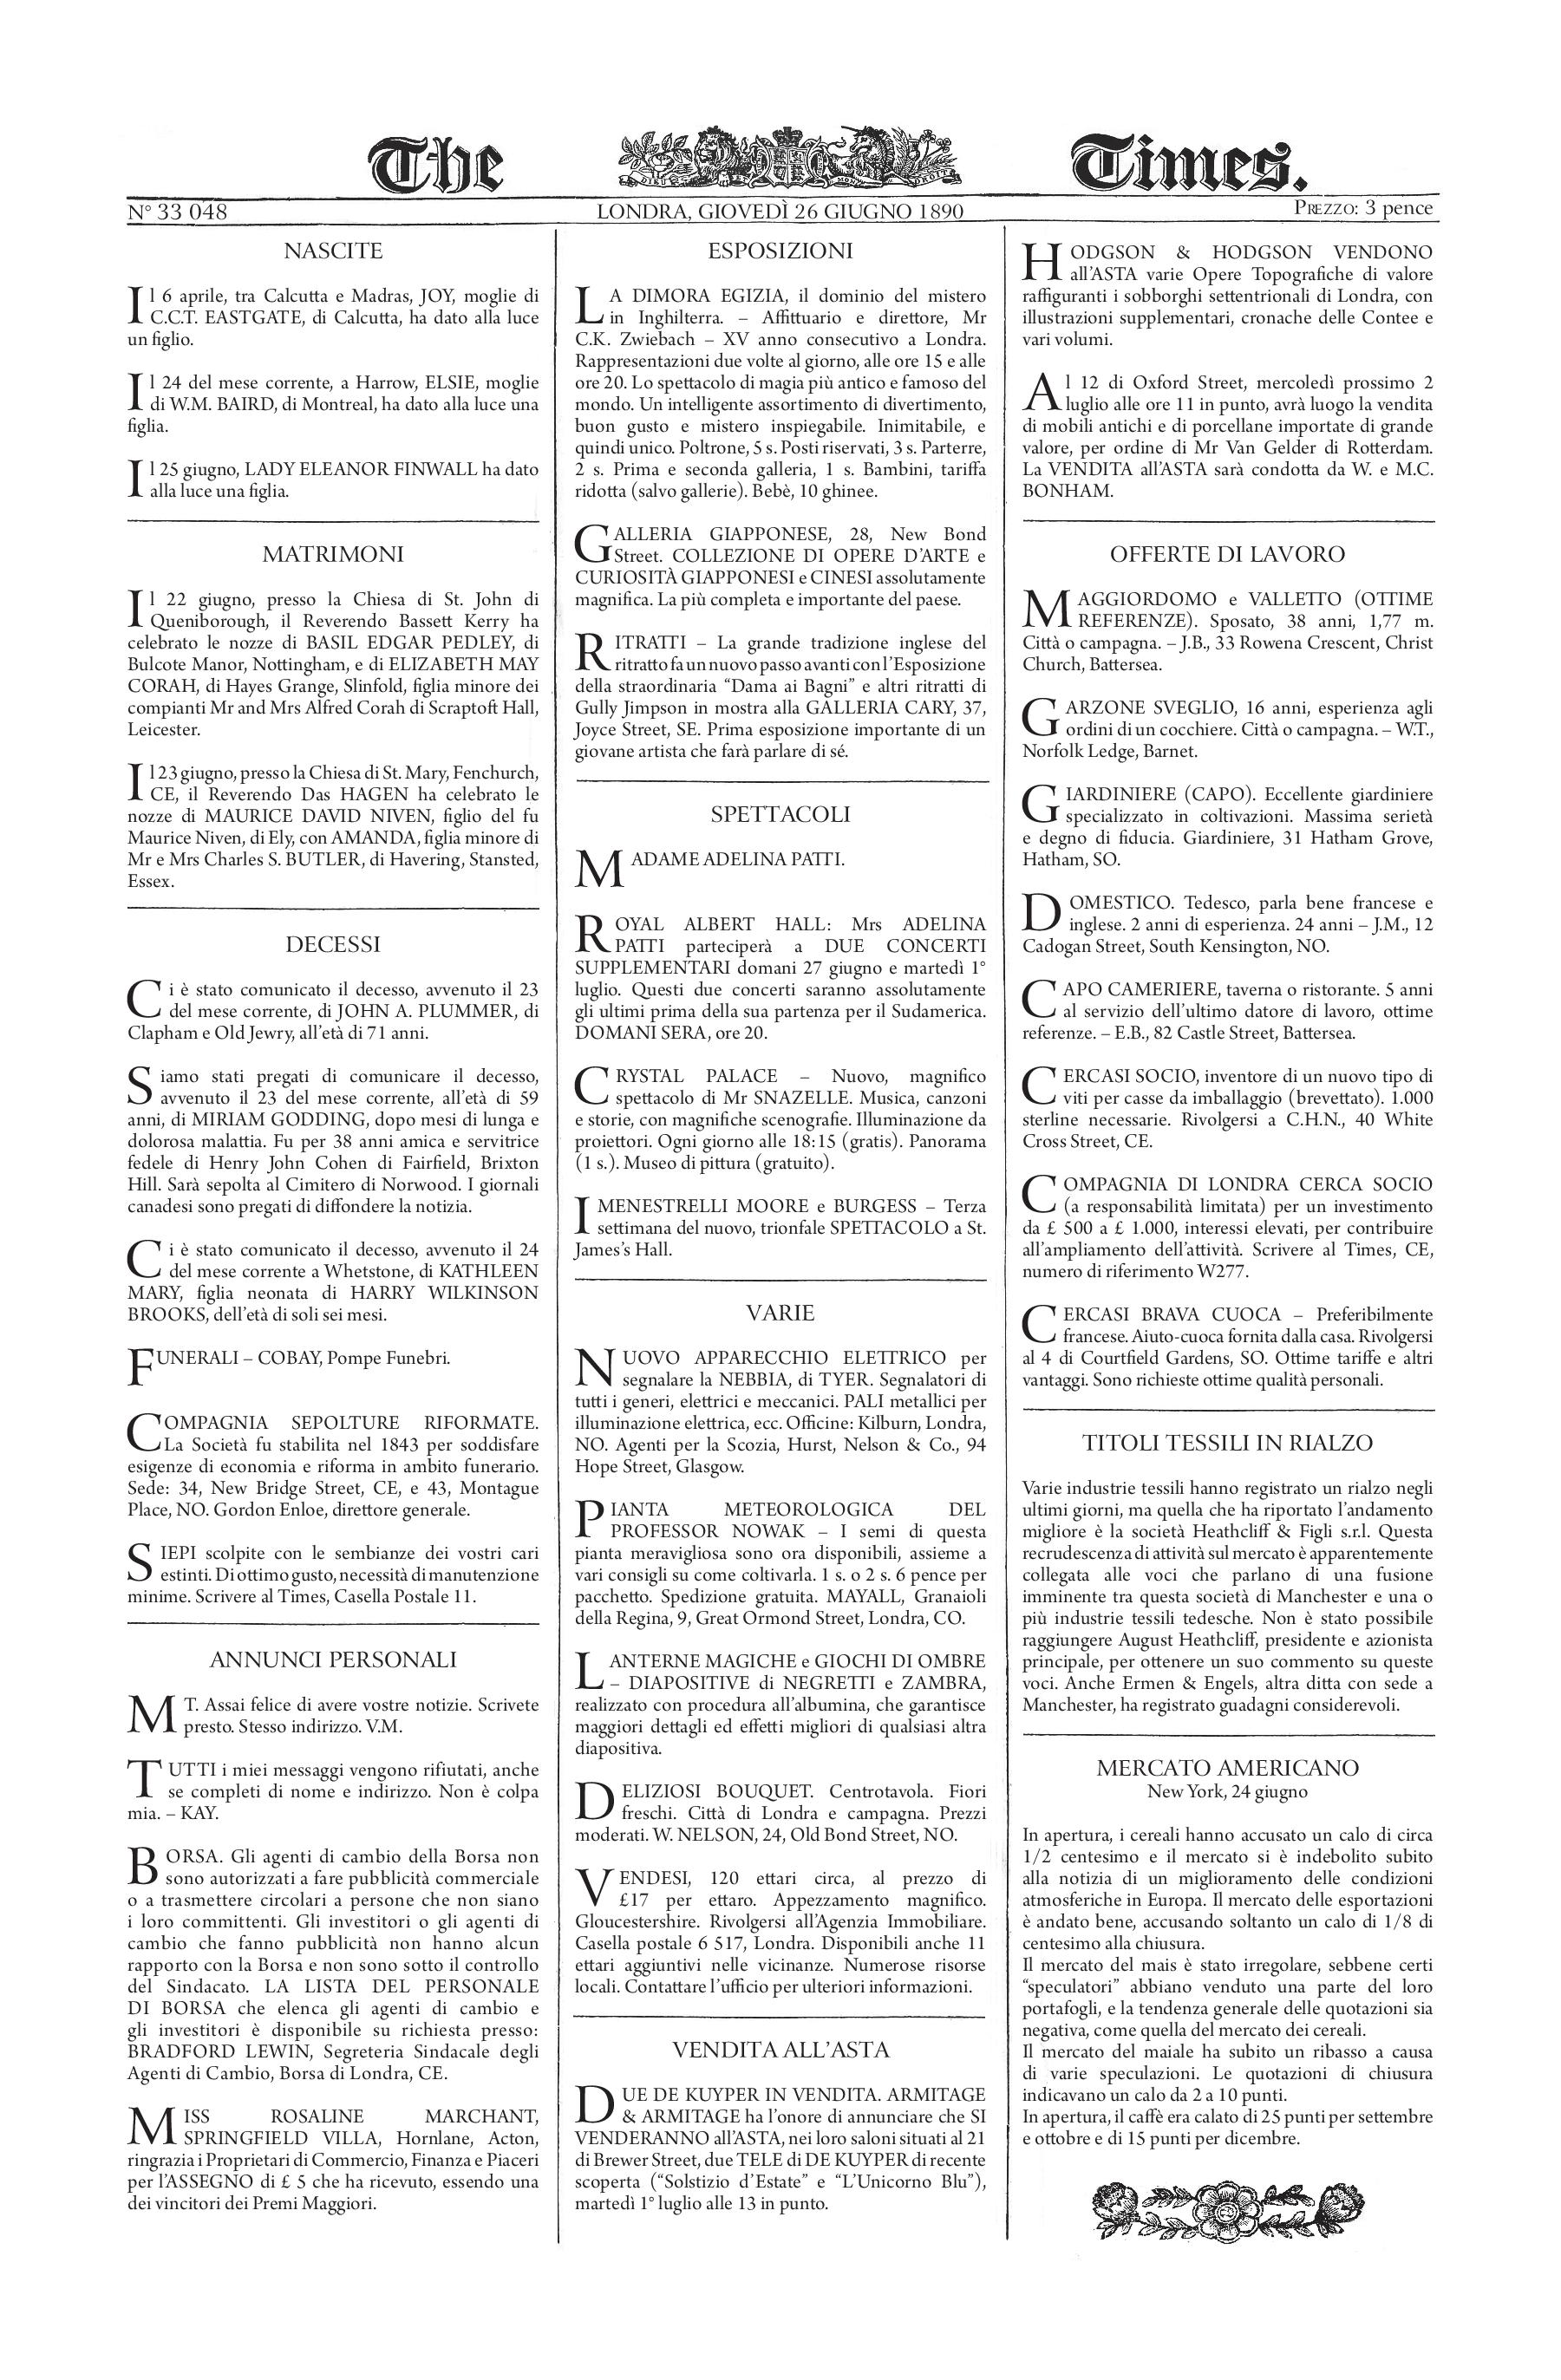 The Times.
DIEU ET MON DROIT
N° 33 048
LONDRA, GIOVEDÌ 26 GIUGNO 1890
PREZZO: 3 pence
NASCITE
Il 6 aprile, tra Calcutta e Madras, JOY, moglie di
C.C.T. EASTGATE, di Calcutta, ha dato alla luce
un figlio.
Il 24 del mese corrente, a Harrow, ELSIE, moglie
di W.M. BAIRD, di Montreal, ha dato alla luce una
figlia.
Il 25 giugno, LADY ELEANOR FINWALL ha dato
alla luce una figlia.
MATRIMONI
Il 22 giugno, presso la Chiesa di St. John di
Queniborough, il Reverendo Bassett Kerry ha
celebrato le nozze di BASIL EDGAR PEDLEY, di
Bulcote Manor, Nottingham, e di ELIZABETH MAY
CORAH, di Hayes Grange, Slinfold, figlia minore dei
compianti Mr and Mrs Alfred Corah di Scraptoft Hall,
Leicester.
Il 23 giugno, presso la Chiesa di St. Mary, Fenchurch,
CE, il Reverendo Das HAGEN ha celebrato le
nozze di MAURICE DAVID NIVEN, figlio del fu
Maurice Niven, di Ely, con AMANDA, figlia minore di
Mr e Mrs Charles S. BUTLER, di Havering, Stansted,
Essex.
DECESSI
Ci è stato comunicato il decesso, avvenuto il 23
del mese corrente, di JOHN A. PLUMMER, di
Clapham e Old Jewry, all'età di 71 anni.
Siamo stati pregati di comunicare il decesso,
avvenuto il 23 del mese corrente, all'età di 59
anni, di MIRIAM GODDING, dopo mesi di lunga e
dolorosa malattia. Fu per 38 anni amica e servitrice
fedele di Henry John Cohen di Fairfield, Brixton
Hill. Sarà sepolta al Cimitero di Norwood. I giornali
canadesi sono pregati di diffondere la notizia.
Ci è stato comunicato il decesso, avvenuto il 24
del mese corrente a Whetstone, di KATHLEEN
MARY, figlia neonata di HARRY WILKINSON
BROOKS, dell'età di soli sei mesi.
FUNERALI – COBAY, Pompe Funebri.
COMPAGNIA SEPOLTURE RIFORMATE.
La Società fu stabilita nel 1843 per soddisfare
esigenze di economia e riforma in ambito funerario.
Sede: 34, New Bridge Street, CE, e 43, Montague
Place, NO. Gordon Enloe, direttore generale.
SIEPI scolpite con le sembianze dei vostri cari
estinti. Di ottimo gusto, necessità di manutenzione
minime. Scrivere al Times, Casella Postale 11.
ANNUNCI PERSONALI
MT. Assai felice di avere vostre notizie. Scrivete
presto. Stesso indirizzo. V.M.
TUTTI i miei messaggi vengono rifiutati, anche
se completi di nome e indirizzo. Non è colpa
mia. – KAY.
BORSA. Gli agenti di cambio della Borsa non
sono autorizzati a fare pubblicità commerciale
o a trasmettere circolari a persone che non siano
i loro committenti. Gli investitori o gli agenti di
cambio che fanno pubblicità non hanno alcun
rapporto con la Borsa e non sono sotto il controllo
del Sindacato. LA LISTA DEL PERSONALE
DI BORSA che elenca gli agenti di cambio e
gli investitori è disponibile su richiesta presso:
BRADFORD LEWIN, Segreteria Sindacale degli
Agenti di Cambio, Borsa di Londra, CE.
MISS ROSALINE MARCHANT,
SPRINGFIELD VILLA, Hornlane, Acton,
ringrazia i Proprietari di Commercio, Finanza e Piaceri
per l'ASSEGNO di £ 5 che ha ricevuto, essendo una
dei vincitori dei Premi Maggiori.
ESPOSIZIONI
LA DIMORA EGIZIA, il dominio del mistero
in Inghilterra. – Affittuario e direttore, Mr
C.K. Zwiebach – XV anno consecutivo a Londra.
Rappresentazioni due volte al giorno, alle ore 15 e alle
ore 20. Lo spettacolo di magia più antico e famoso del
mondo. Un intelligente assortimento di divertimento,
buon gusto e mistero inspiegabile. Inimitabile, e
quindi unico. Poltrone, 5 s. Posti riservati, 3 s. Parterre,
2 s. Prima e seconda galleria, 1 s. Bambini, tariffa
ridotta (salvo gallerie). Bebè, 10 ghinee.
GALLERIA GIAPPONESE, 28, New Bond
Street. COLLEZIONE DI OPERE D'ARTE e
CURIOSITÀ GIAPPONESI e CINESI assolutamente
magnifica. La più completa e importante del paese.
RITRATTI – La grande tradizione inglese del
ritratto fa un nuovo passo avanti con l'Esposizione
della straordinaria “Dama ai Bagni” e altri ritratti di
Gully Jimpson in mostra alla GALLERIA CARY, 37,
Joyce Street, SE. Prima esposizione importante di un
giovane artista che farà parlare di sé.
SPETTACOLI
MADAME ADELINA PATTI.
ROYAL ALBERT HALL: Mrs ADELINA
PATTI parteciperà a DUE CONCERTI
SUPPLEMENTARI domani 27 giugno e martedì 1°
luglio. Questi due concerti saranno assolutamente
gli ultimi prima della sua partenza per il Sudamerica.
DOMANI SERA, ore 20.
CRYSTAL PALACE – Nuovo, magnifico
spettacolo di Mr SNAZELLE. Musica, canzoni
e storie, con magnifiche scenografie. Illuminazione da
proiettori. Ogni giorno alle 18:15 (gratis). Panorama
(1 s.). Museo di pittura (gratuito).
I MENESTRELLI MOORE e BURGESS – Terza
settimana del nuovo, trionfale SPETTACOLO a St.
James's Hall.
VARIE
NUOVO APPARECCHIO ELETTRICO per
segnalare la NEBBIA, di TYER. Segnalatori di
tutti i generi, elettrici e meccanici. PALI metallici per
illuminazione elettrica, ecc. Officine: Kilburn, Londra,
NO. Agenti per la Scozia, Hurst, Nelson & Co., 94
Hope Street, Glasgow.
PIANTA METEOROLOGICA DEL
PROFESSOR NOWAK – I semi di questa
pianta meravigliosa sono ora disponibili, assieme a
vari consigli su come coltivarla. 1 s. o 2 s. 6 pence per
pacchetto. Spedizione gratuita. MAYALL, Granaioli
della Regina, 9, Great Ormond Street, Londra, CO.
LANTERNE MAGICHE e GIOCHI DI OMBRE
– DIAPOSITIVE di NEGRETTI e ZAMBRA,
realizzato con procedura all'albumina, che garantisce
maggiori dettagli ed effetti migliori di qualsiasi altra
diapositiva.
DELIZIOSI BOUQUET. Centrotavola. Fiori
freschi. Città di Londra e campagna. Prezzi
moderati. W. NELSON, 24, Old Bond Street, NO.
VENDESI, 120 ettari circa, al prezzo di
£17 per ettaro. Appezzamento magnifico.
Gloucestershire. Rivolgersi all'Agenzia Immobiliare.
Casella postale 6 517, Londra. Disponibili anche 11
ettari aggiuntivi nelle vicinanze. Numerose risorse
locali. Contattare l'ufficio per ulteriori informazioni.
VENDITA ALL'ASTA
DUE DE KUYPER IN VENDITA. ARMITAGE
& ARMITAGE ha l'onore di annunciare che SI
VENDERANNO all'ASTA, nei loro saloni situati al 21
di Brewer Street, due TELE di DE KUYPER di recente
scoperta (“Solstizio d'Estate” e “L'Unicorno Blu”),
martedì 1° luglio alle 13 in punto.
HODGSON & HODGSON VENDONO
all'ASTA varie Opere Topografiche di valore
raffiguranti i sobborghi settentrionali di Londra, con
illustrazioni supplementari, cronache delle Contee e
vari volumi.
Al 12 di Oxford Street, mercoledì prossimo 2
luglio alle ore 11 in punto, avrà luogo la vendita
di mobili antichi e di porcellane importate di grande
valore, per ordine di Mr Van Gelder di Rotterdam.
La VENDITA all'ASTA sarà condotta da W. e M.C.
BONHAM.
OFFERTE DI LAVORO
MAGGIORDOMO e VALLETTO (OTTIME
REFERENZE). Sposato, 38 anni, 1,77 m.
Città o campagna. – J.B., 33 Rowena Crescent, Christ
Church, Battersea.
GARZONE SVEGLIO, 16 anni, esperienza agli
ordini di un cocchiere. Città o campagna. – W.T.,
Norfolk Ledge, Barnet.
GIARDINIERE (CAPO). Eccellente giardiniere
specializzato in coltivazioni. Massima serietà
e degno di fiducia. Giardiniere, 31 Hatham Grove,
Hatham, SO.
DOMESTICO. Tedesco, parla bene francese e
inglese. 2 anni di esperienza. 24 anni – J.M., 12
Cadogan Street, South Kensington, NO.
CAPO CAMERIERE, taverna o ristorante. 5 anni
al servizio dell'ultimo datore di lavoro, ottime
referenze. – E.B., 82 Castle Street, Battersea.
CERCASI SOCIO, inventore di un nuovo tipo di
viti per casse da imballaggio (brevettato). 1.000
sterline necessarie. Rivolgersi a C.H.N., 40 White
Cross Street, CE.
COMPAGNIA DI LONDRA CERCA SOCIO
(a responsabilità limitata) per un investimento
da £ 500 a £ 1.000, interessi elevati, per contribuire
all'ampliamento dell'attività. Scrivere al Times, CE,
numero di riferimento W277.
CERCASI BRAVA CUOCA – Preferibilmente
francese. Aiuto-cuoca fornita dalla casa. Rivolgersi
al 4 di Courtfield Gardens, SO. Ottime tariffe e altri
vantaggi. Sono richieste ottime qualità personali.
TITOLI TESSILI IN RIALZO
Varie industrie tessili hanno registrato un rialzo negli
ultimi giorni, ma quella che ha riportato l'andamento
migliore è la società Heathcliff & Figli s.r.l. Questa
recrudescenza di attività sul mercato è apparentemente
collegata alle voci che parlano di una fusione
imminente tra questa società di Manchester e una o
più industrie tessili tedesche. Non è stato possibile
raggiungere August Heathcliff, presidente e azionista
principale, per ottenere un suo commento su queste
voci. Anche Ermen & Engels, altra ditta con sede a
Manchester, ha registrato guadagni considerevoli.
MERCATO AMERICANO
New York, 24 giugno
In apertura, i cereali hanno accusato un calo di circa
1/2 centesimo e il mercato si è indebolito subito
alla notizia di un miglioramento delle condizioni
atmosferiche in Europa. Il mercato delle esportazioni
è andato bene, accusando soltanto un calo di 1/8 di
centesimo alla chiusura.
Il mercato del mais è stato irregolare, sebbene certi
“speculatori” abbiano venduto una parte del loro
portafogli, e la tendenza generale delle quotazioni sia
negativa, come quella del mercato dei cereali.
Il mercato del maiale ha subito un ribasso a causa
di varie speculazioni. Le quotazioni di chiusura
indicavano un calo da 2 a 10 punti.
In apertura, il caffè era calato di 25 punti per settembre
e ottobre e di 15 punti per dicembre.